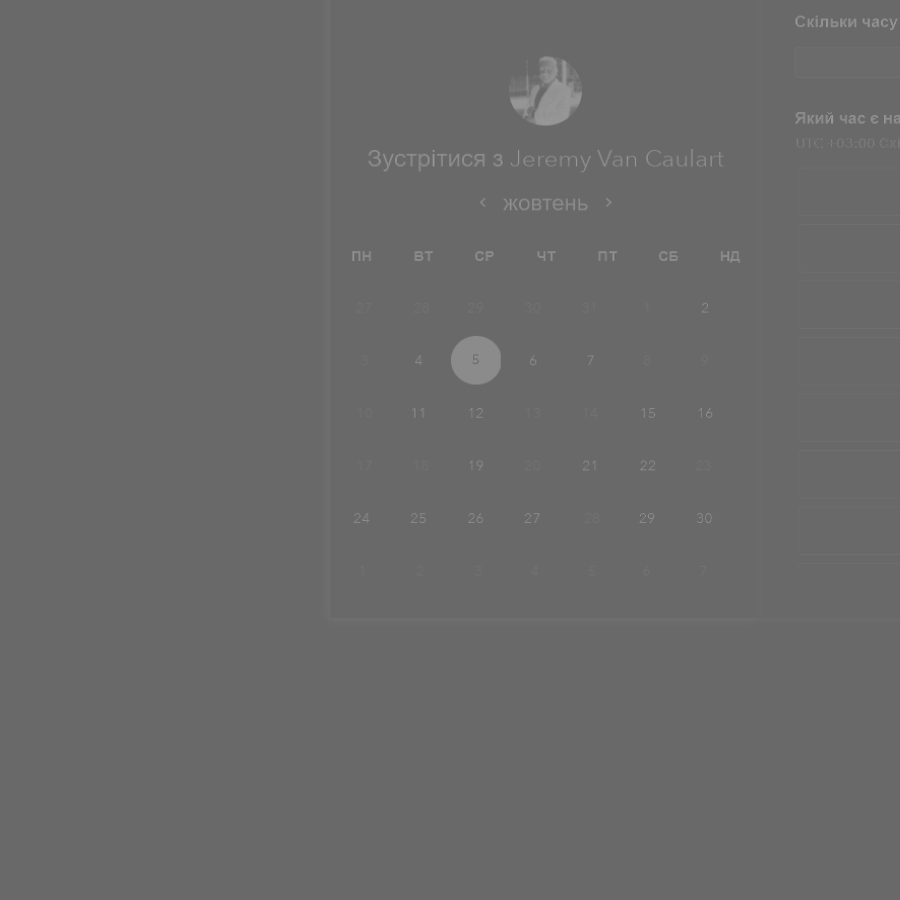 Скільки часу
Який час є на
UTC +03:00 Схі
Зустрітися з Jeremy Van Caulart
жовтень
ПН ВТ СР ЧТ ПТ СБ НД
27 28 29 30 31 1 2
3 4 5 6 7 8 9
10 11 12 13 14 15 16
17 18 19 20 21 22 23
24 25 26 27 28 29 30
1 2 3 4 5 6 7